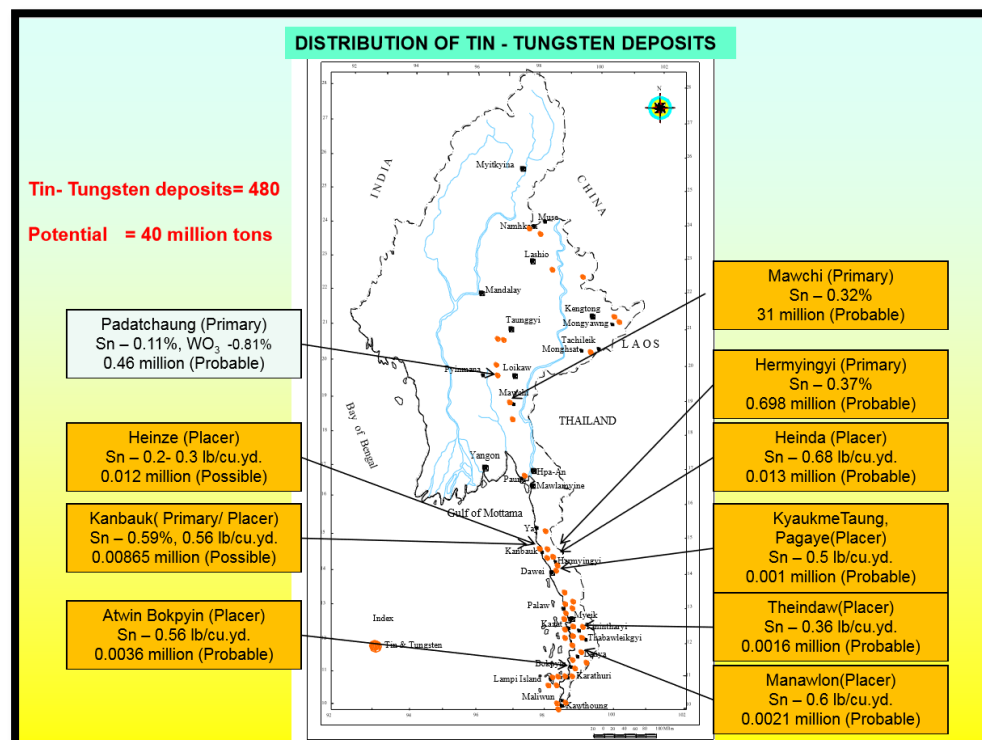 DISTRIBUTION OF TIN - TUNGSTEN DEPOSITS
Tin- Tungsten deposits= 480
Potential = 40 million tons
Padatchaung (Primary)
Sn – 0.11%, WO3 -0.81%
0.46 million (Probable)
Heinze (Placer)
Sn – 0.2- 0.3 lb/cu.yd.
0.012 million (Possible)
Kanbauk( Primary/ Placer)
Sn – 0.59%, 0.56 lb/cu.yd.
0.00865 million (Possible)
Atwin Bokpyin (Placer)
Sn – 0.56 lb/cu.yd.
0.0036 million (Probable)
N
INDIA
CHINA
LAOS
THAILAND
Bay of Bengal
Gulf of Mottama
Myitkyina
Muse
Namhkan
Lashio
Mandalay
Kengtong
Mongyawng
Taunggyi
Tachileik
Monghsat
Pyinmana
Loikaw
Mawchi
Yangon
Hpa-An
Paung
Mawlamyine
Ye
Kanbauk
Hermyingyi
Dawei
Palaw
Myeik
Thabawleikgyi
Bokpyin
Karathuri
Lampi Island
Maliwun
Kawthoung
Index
Tin & Tungsten
Mawchi (Primary)
Sn – 0.32%
31 million (Probable)
Hermyingyi (Primary)
Sn – 0.37%
0.698 million (Probable)
Heinda (Placer)
Sn – 0.68 lb/cu.yd.
0.013 million (Probable)
KyaukmeTaung,
Pagaye(Placer)
Sn – 0.5 lb/cu.yd.
0.001 million (Probable)
Theindaw(Placer)
Sn – 0.36 lb/cu.yd.
0.0016 million (Probable)
Manawlon(Placer)
Sn – 0.6 lb/cu.yd.
0.0021 million (Probable)